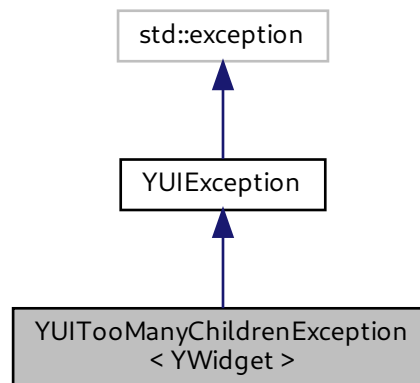 std::exception
YUIException
YUITooManyChildrenException
< YWidget >